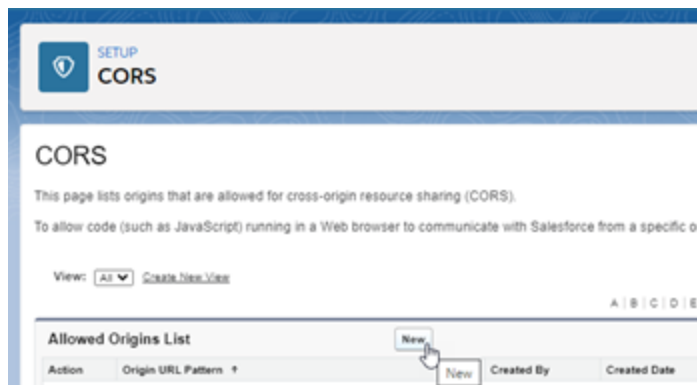 SETUP
CORS
CORS
This page lists origins that are allowed for cross-origin resource sharing (CORS).
To allow code (such as JavaScript) running in a Web browser to communicate with Salesforce from a specific o
View: All Create New View
A | B | C | D | E
Allowed Origins List New
New
Action Origin URL Pattern ↑ Created By Created Date